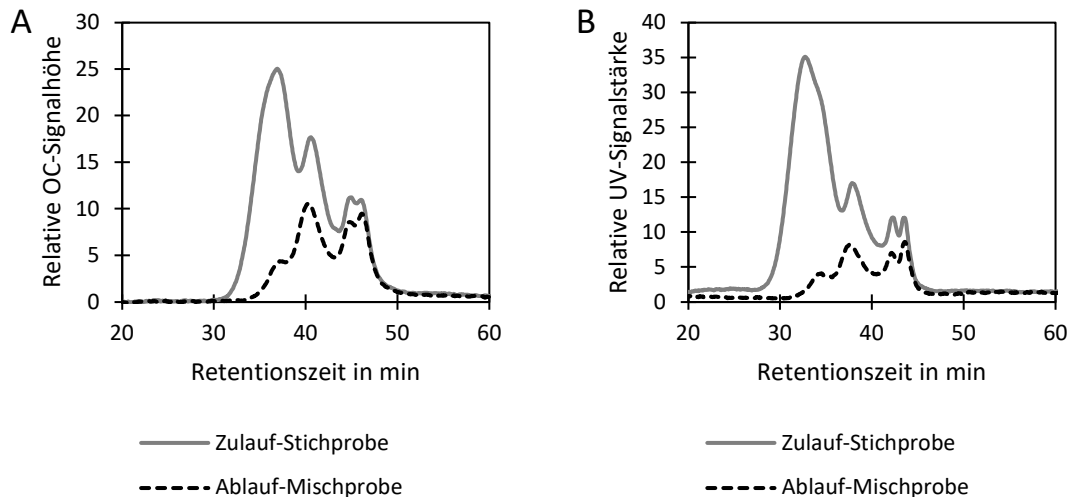 A
Relative OC-Signalhöhe
30
25
20
15
10
5
0
20 30 40 50 60
Retentionszeit in min
Zulauf-Stichprobe
Ablauf-Mischprobe
B
Relative UV-Signalstärke
40
35
30
25
20
15
10
5
0
20 30 40 50 60
Retentionszeit in min
Zulauf-Stichprobe
Ablauf-Mischprobe